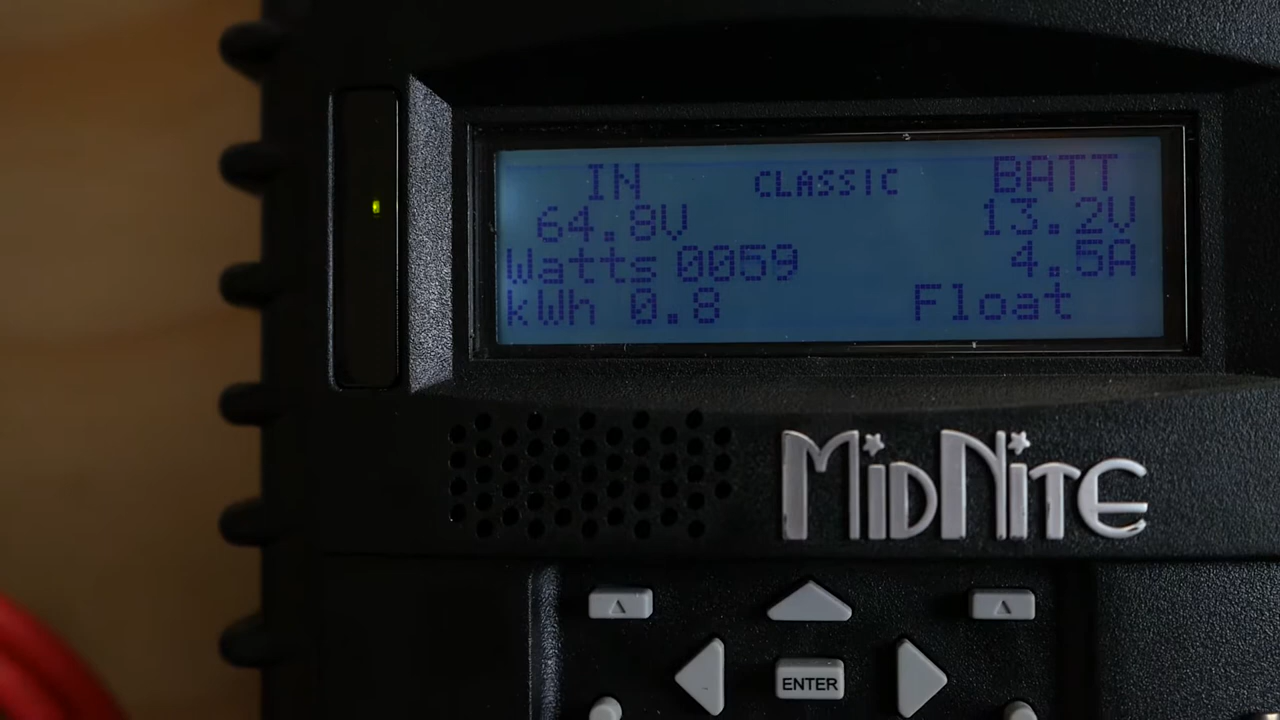 IN CLASSIC BATT
64.8V 13.2V
Watts 0059 4.5A
kWh 0.8 Float
MIDNITE
ENTER